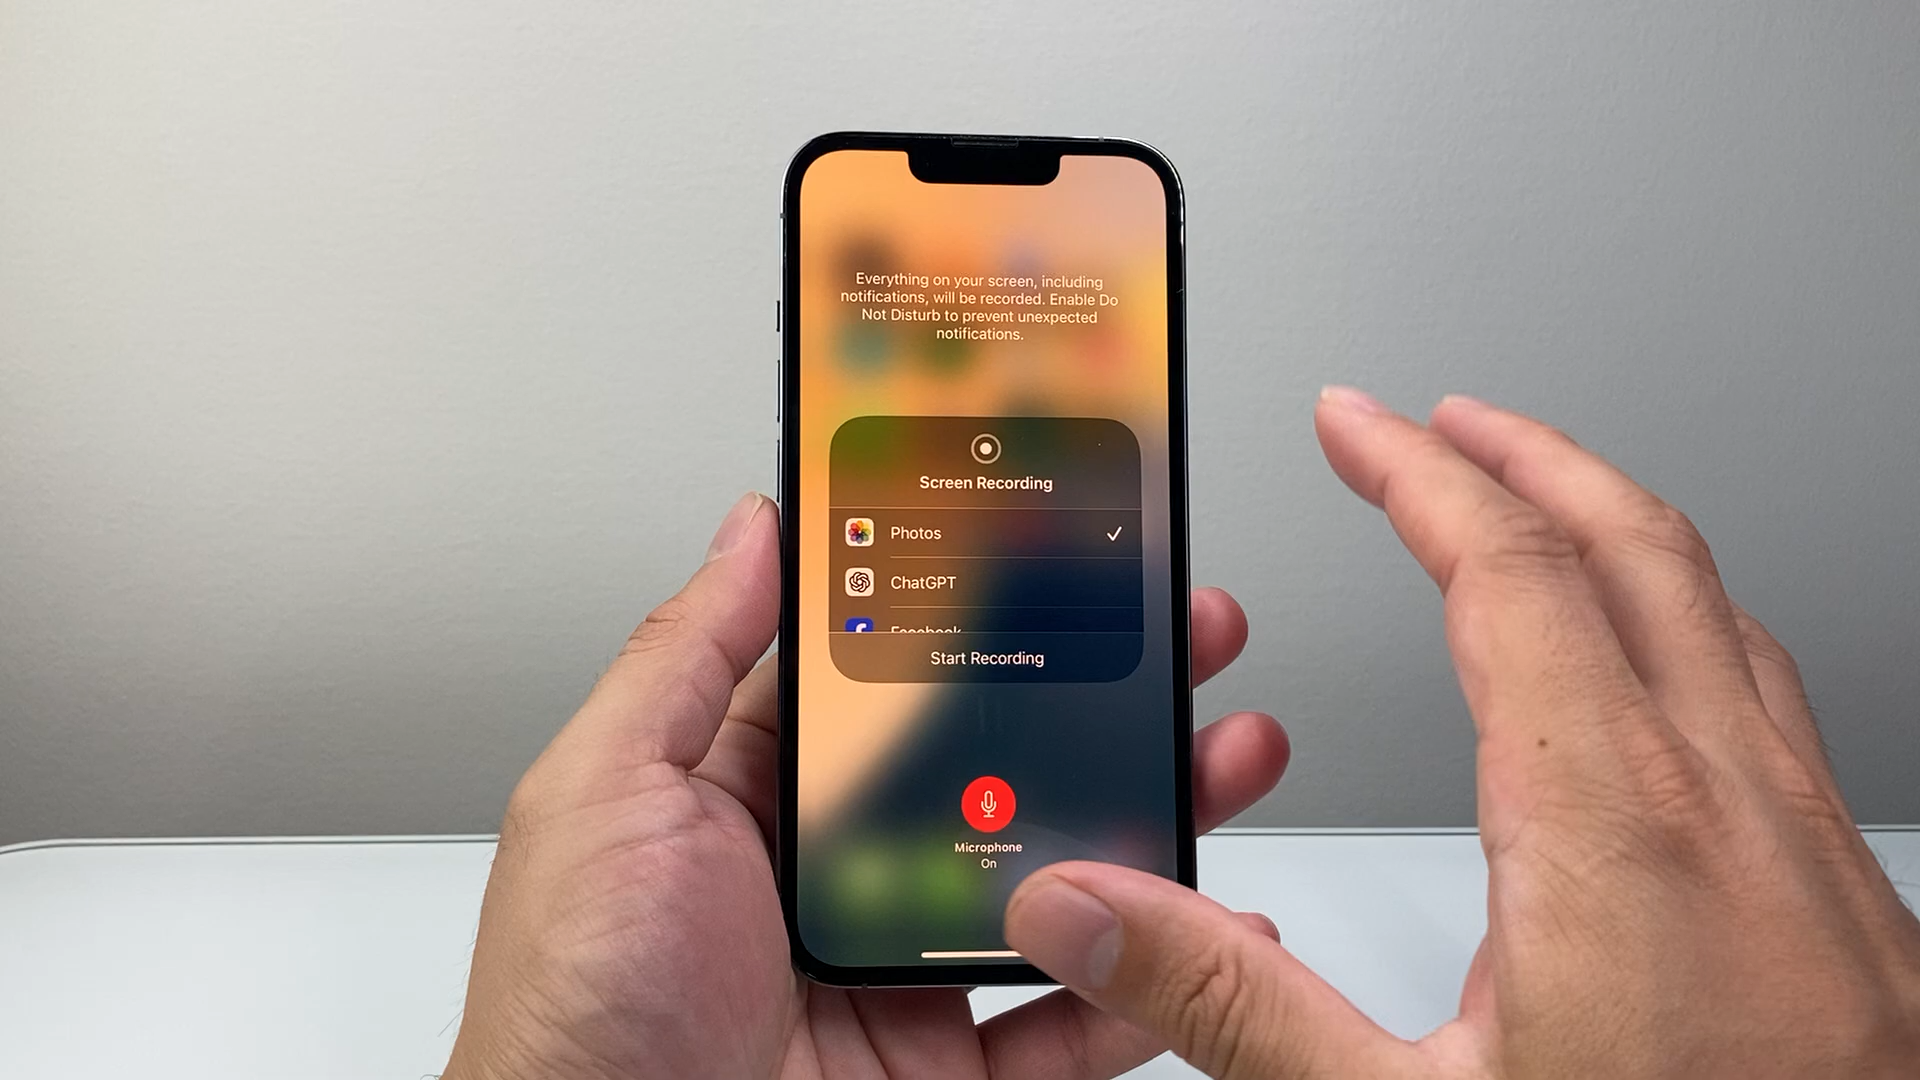 Everything on your screen, including
notifications, will be recorded. Enable Do
Not Disturb to prevent unexpected
notifications.
Screen Recording
Photos
ChatGPT
Facebook
Start Recording
Microphone
On